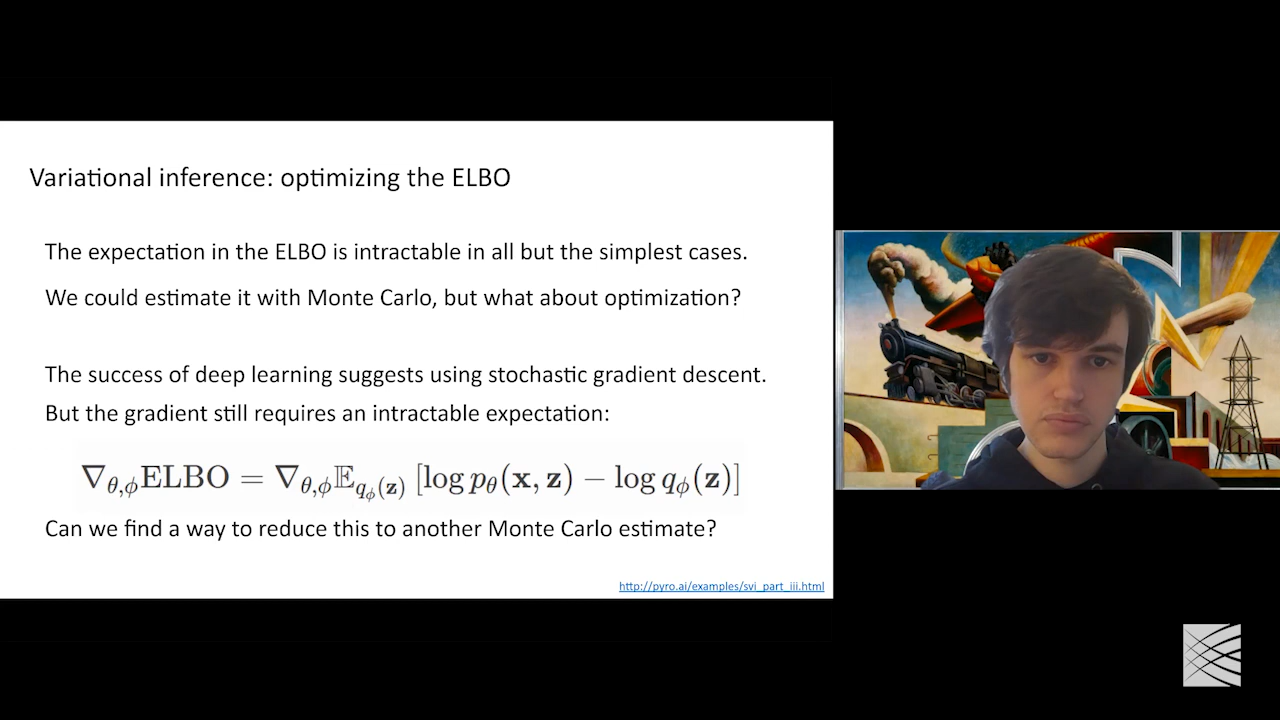 Variational inference: optimizing the ELBO
The expectation in the ELBO is intractable in all but the simplest cases.
We could estimate it with Monte Carlo, but what about optimization?
The success of deep learning suggests using stochastic gradient descent.
But the gradient still requires an intractable expectation:
∇θ,ϕELBO = ∇θ,ϕ𝔼qϕ(𝐳) [log pθ(𝐱, 𝐳) − log qϕ(𝐳)]
Can we find a way to reduce this to another Monte Carlo estimate?
http://pyro.ai/examples/svi_part_iii.html